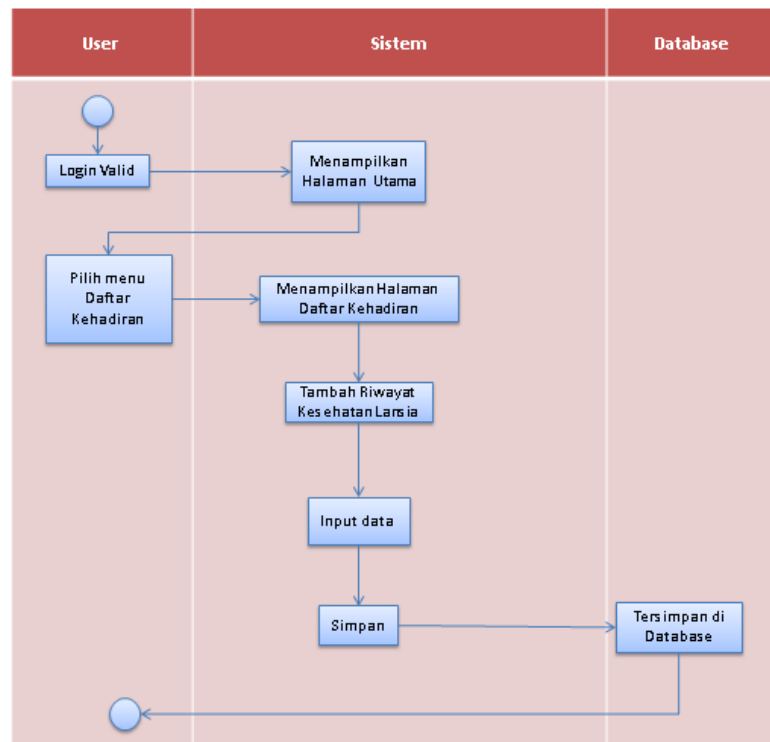 User
Sistem
Database
Login Valid
Menampilkan
Halaman Utama
Pilih menu
Daftar
Kehadiran
Menampilkan Halaman
Daftar Kehadiran
Tambah Riwayat
Kesehatan Lansia
Input data
Simpan
Tersimpan di
Database